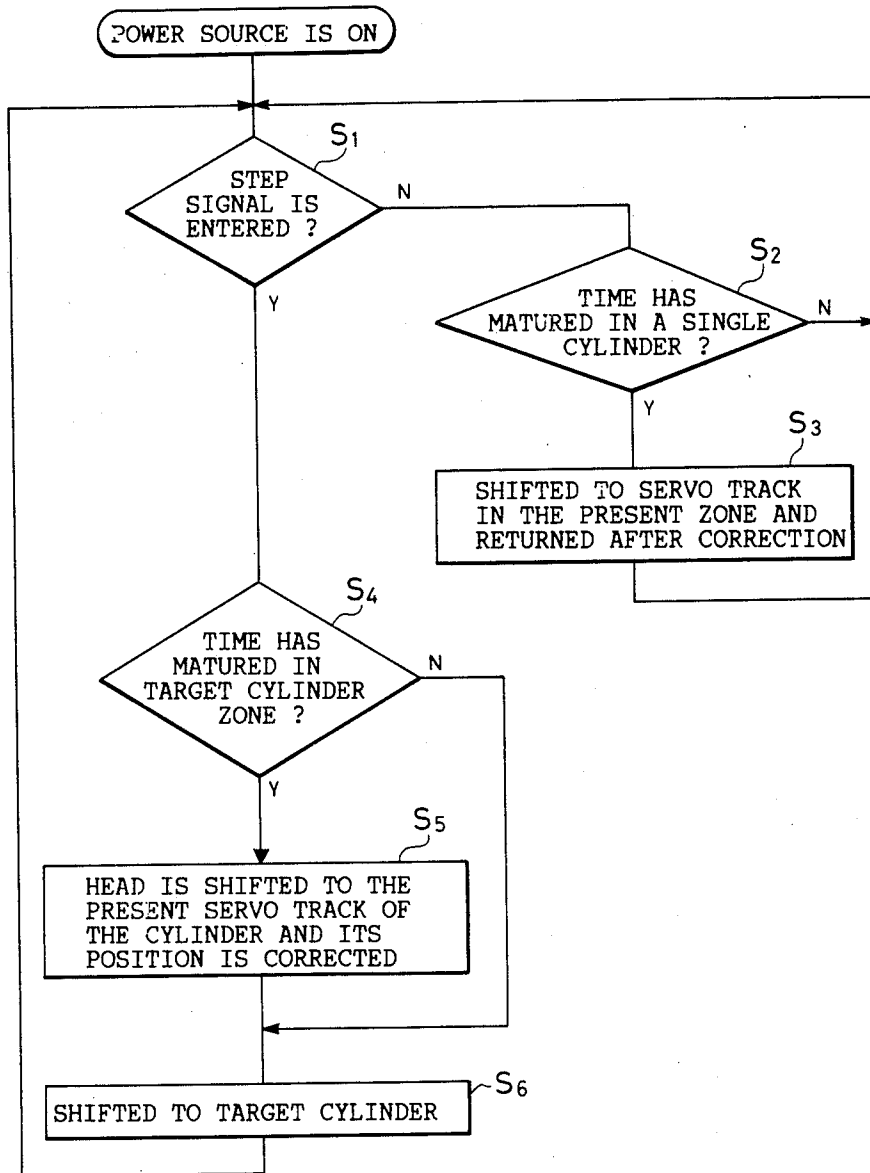 POWER SOURCE IS ON
S1
STEP
SIGNAL IS
ENTERED ?
N
Y
S2
TIME HAS
MATURED IN A SINGLE
CYLINDER ?
N
Y
S3
SHIFTED TO SERVO TRACK
IN THE PRESENT ZONE AND
RETURNED AFTER CORRECTION
S4
TIME HAS
MATURED IN
TARGET CYLINDER
ZONE ?
N
Y
S5
HEAD IS SHIFTED TO THE
PRESENT SERVO TRACK OF
THE CYLINDER AND ITS
POSITION IS CORRECTED
S6
SHIFTED TO TARGET CYLINDER